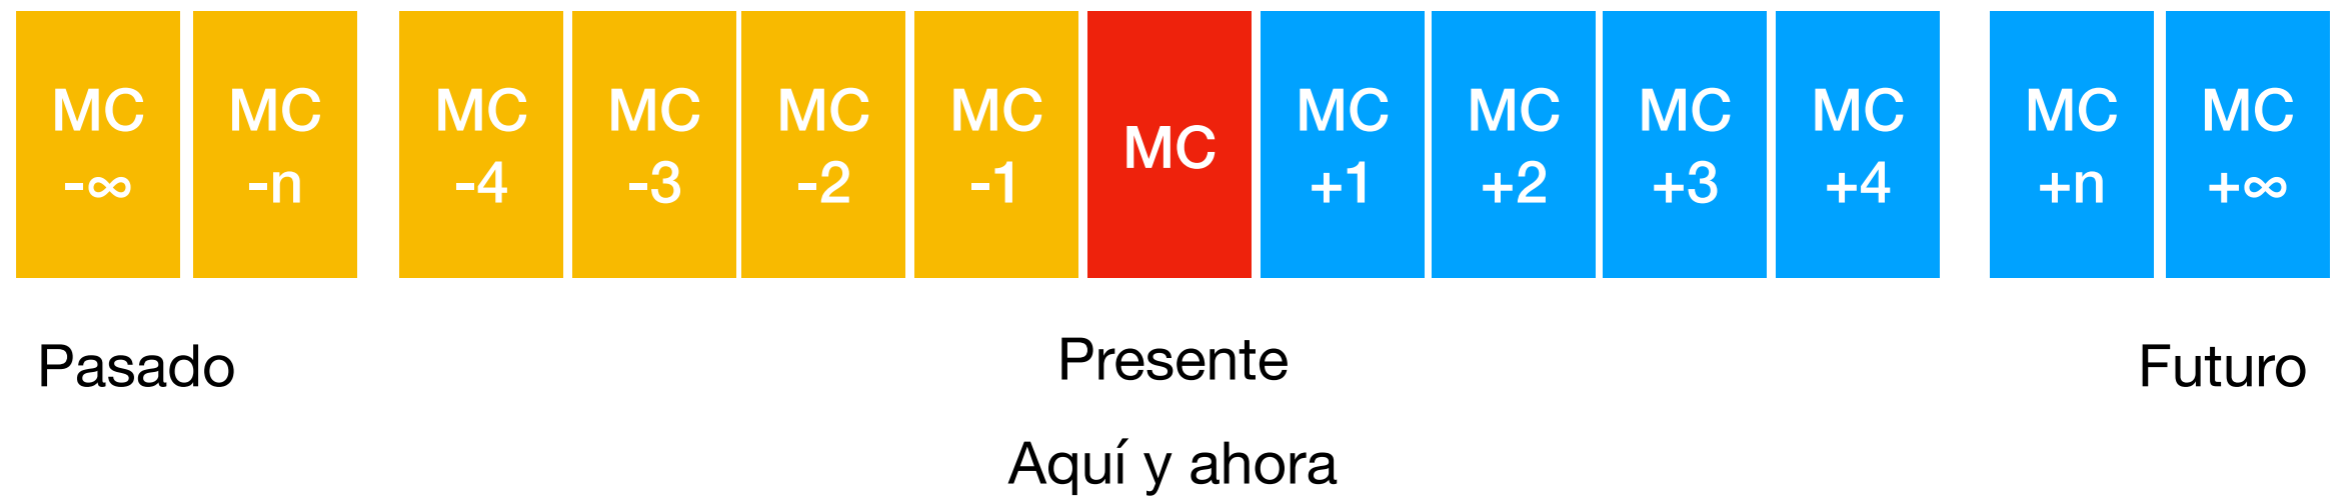 MC MC MC MC MC MC MC MC MC MC MC MC MC
-∞ -n -4 -3 -2 -1 +1 +2 +3 +4 +n +∞
Pasado Presente Futuro
Aquí y ahora